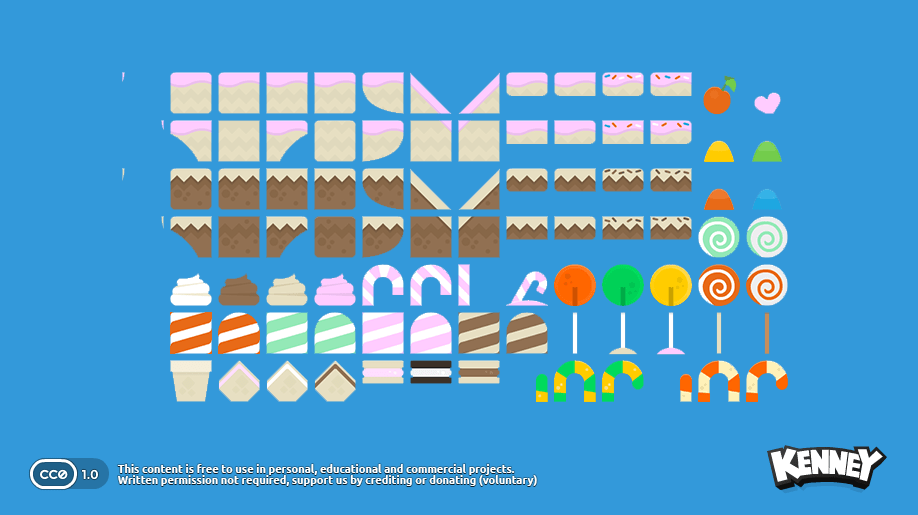 CC0 1.0
This content is free to use in personal, educational and commercial projects.
Written permission not required, support us by crediting or donating (voluntary)
KENNEY